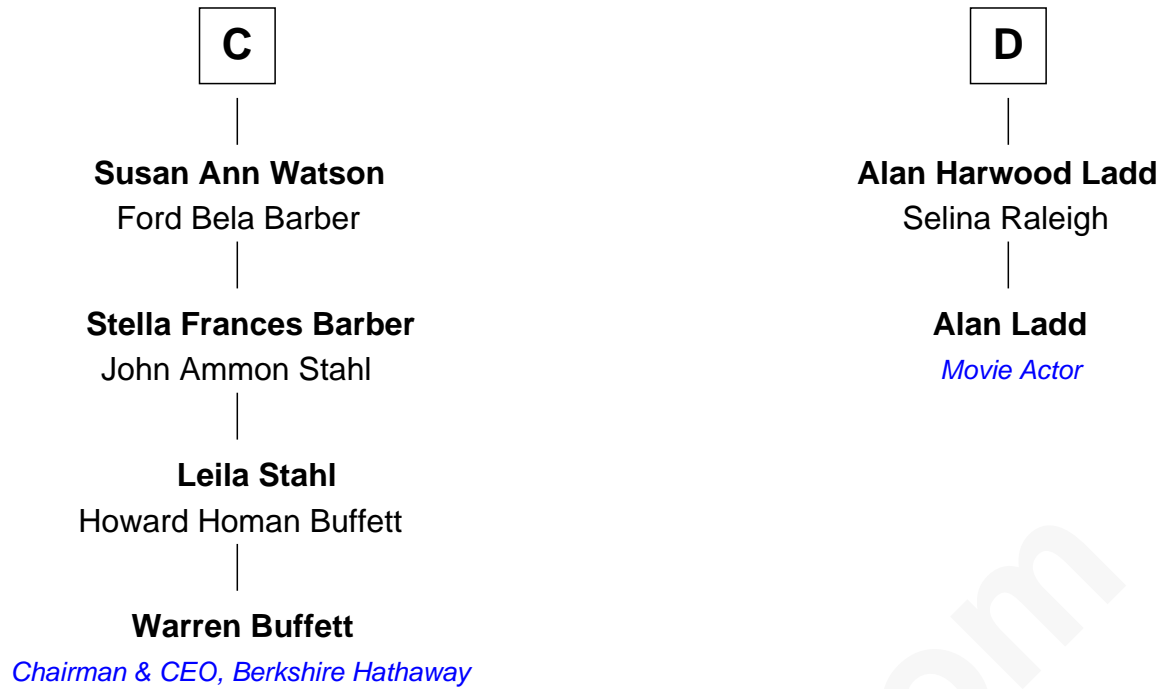 C
Susan Ann Watson
Ford Bela Barber
Stella Frances Barber
John Ammon Stahl
Leila Stahl
Howard Homan Buffett
Warren Buffett
Chairman & CEO, Berkshire Hathaway
D
Alan Harwood Ladd
Selina Raleigh
Alan Ladd
Movie Actor
om